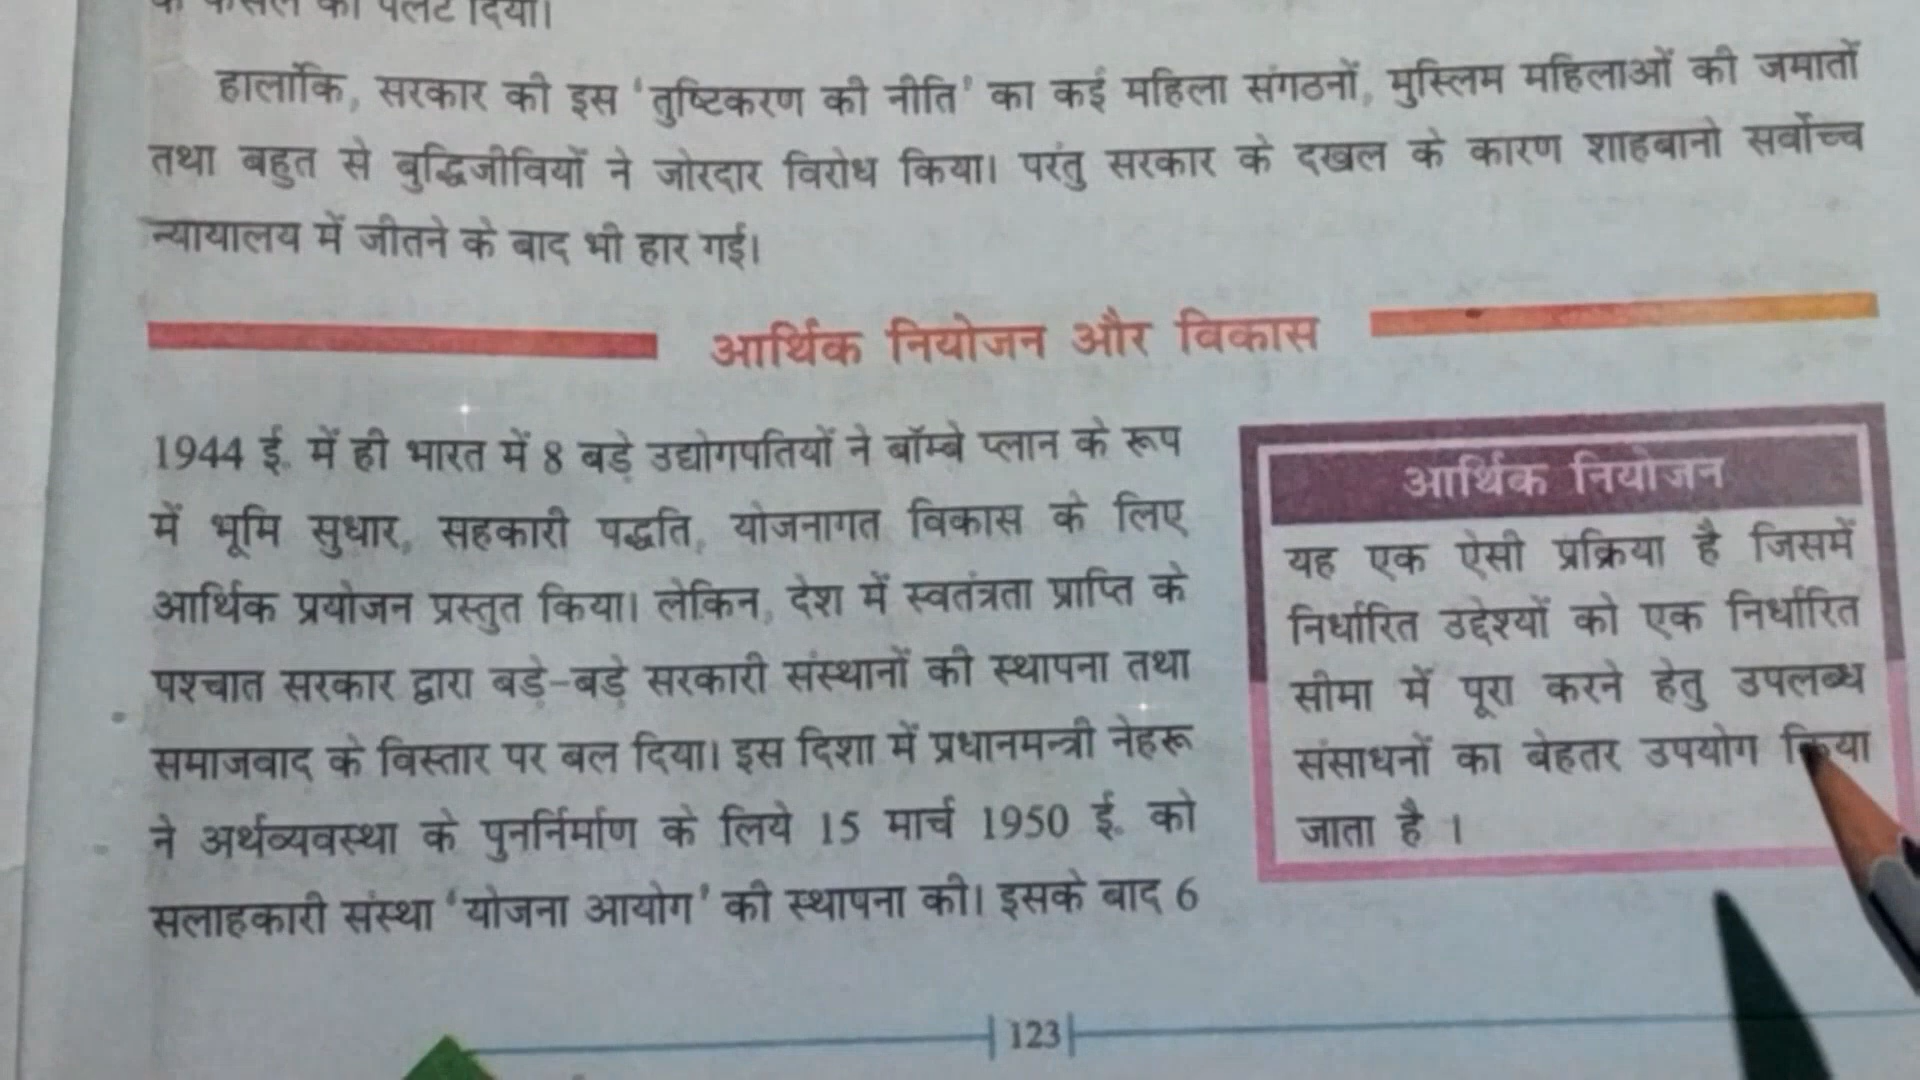 के फैसले को पलट दिया।
हालाँकि, सरकार की इस 'तुष्टिकरण की नीति' का कई महिला संगठनों, मुस्लिम महिलाओं की जमातों
तथा बहुत से बुद्धिजीवियों ने जोरदार विरोध किया। परंतु सरकार के दखल के कारण शाहबानो सर्वोच्च
न्यायालय में जीतने के बाद भी हार गई।
आर्थिक नियोजन और विकास
1944 ई. में ही भारत में 8 बड़े उद्योगपतियों ने बॉम्बे प्लान के रूप
में भूमि सुधार, सहकारी पद्धति, योजनागत विकास के लिए
आर्थिक प्रयोजन प्रस्तुत किया। लेकिन, देश में स्वतंत्रता प्राप्ति के
पश्चात सरकार द्वारा बड़े-बड़े सरकारी संस्थानों की स्थापना तथा
समाजवाद के विस्तार पर बल दिया। इस दिशा में प्रधानमन्त्री नेहरू
ने अर्थव्यवस्था के पुनर्निर्माण के लिये 15 मार्च 1950 ई. को
सलाहकारी संस्था 'योजना आयोग' की स्थापना की। इसके बाद 6
आर्थिक नियोजन
यह एक ऐसी प्रक्रिया है जिसमें
निर्धारित उद्देश्यों को एक निर्धारित
सीमा में पूरा करने हेतु उपलब्ध
संसाधनों का बेहतर उपयोग किया
जाता है ।
123